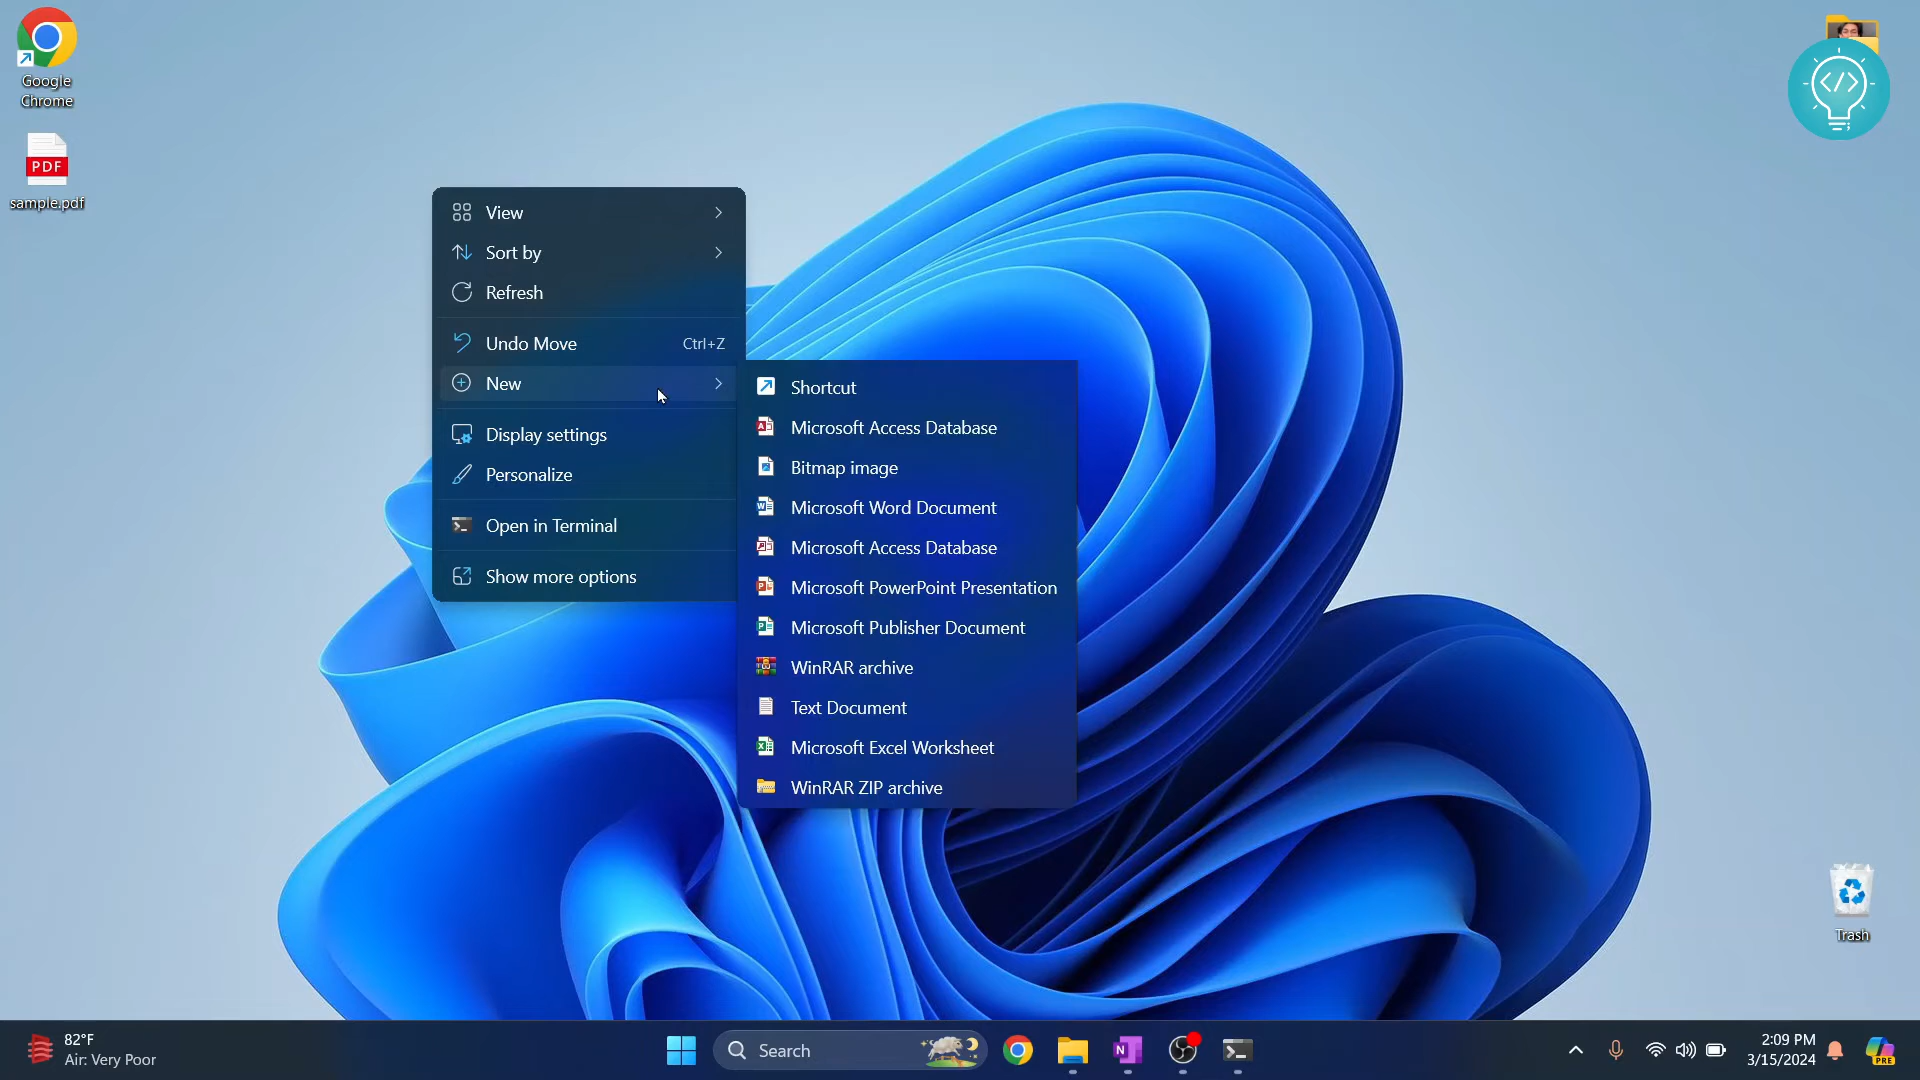 Google
Chrome
PDF
sample.pdf
</>
View
Sort by
Refresh
Undo Move Ctrl+Z
New
Display settings
Personalize
Open in Terminal
Show more options
Shortcut
Microsoft Access Database
Bitmap image
Microsoft Word Document
Microsoft Access Database
Microsoft PowerPoint Presentation
Microsoft Publisher Document
WinRAR archive
Text Document
Microsoft Excel Worksheet
WinRAR ZIP archive
Trash
82°F
Air: Very Poor
Search
2:09 PM
3/15/2024
PRE